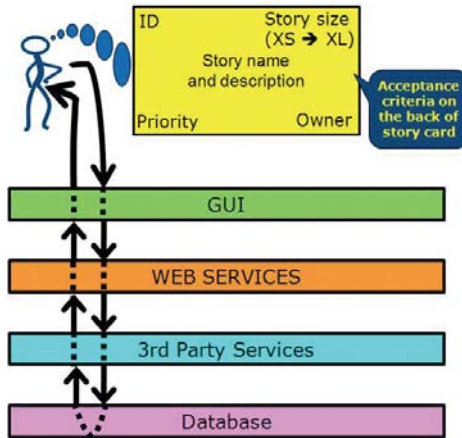 ID
Story size
(XS → XL)
Story name
and description
Priority
Owner
Acceptance
criteria on
the back of
story card
GUI
WEB SERVICES
3rd Party Services
Database